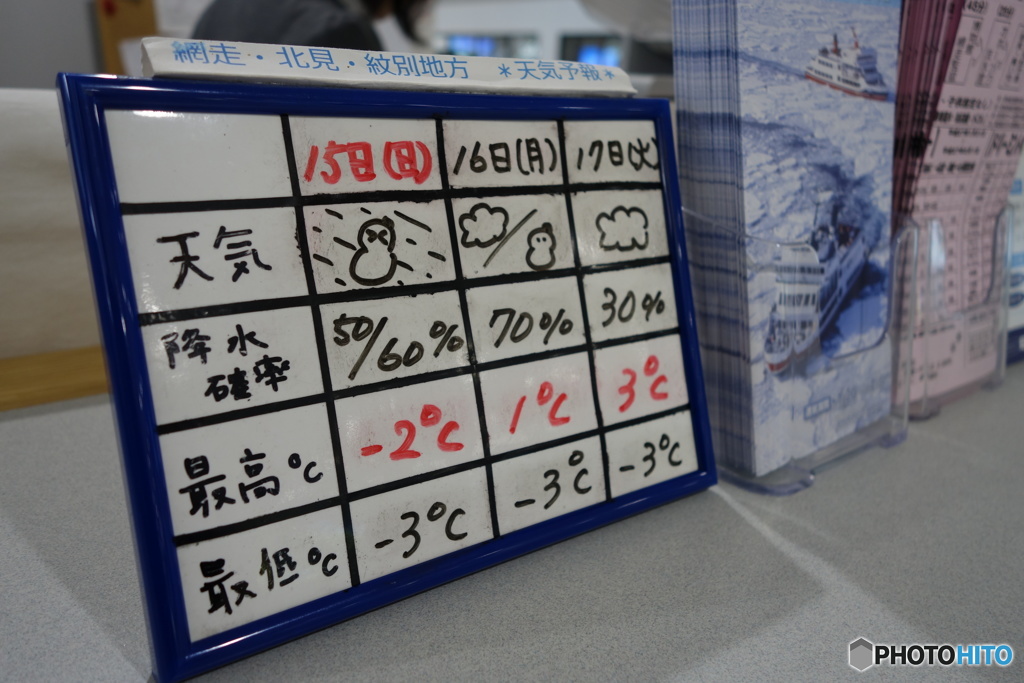 網走・北見・紋別地方 *天気予報*
15日(日) 16日(月) 17日(火)
天気
降水
確率 50/60% 70% 30%
最高℃ -2℃ 1℃ 3℃
最低℃ -3℃ -3℃ -3℃
PHOTOHITO